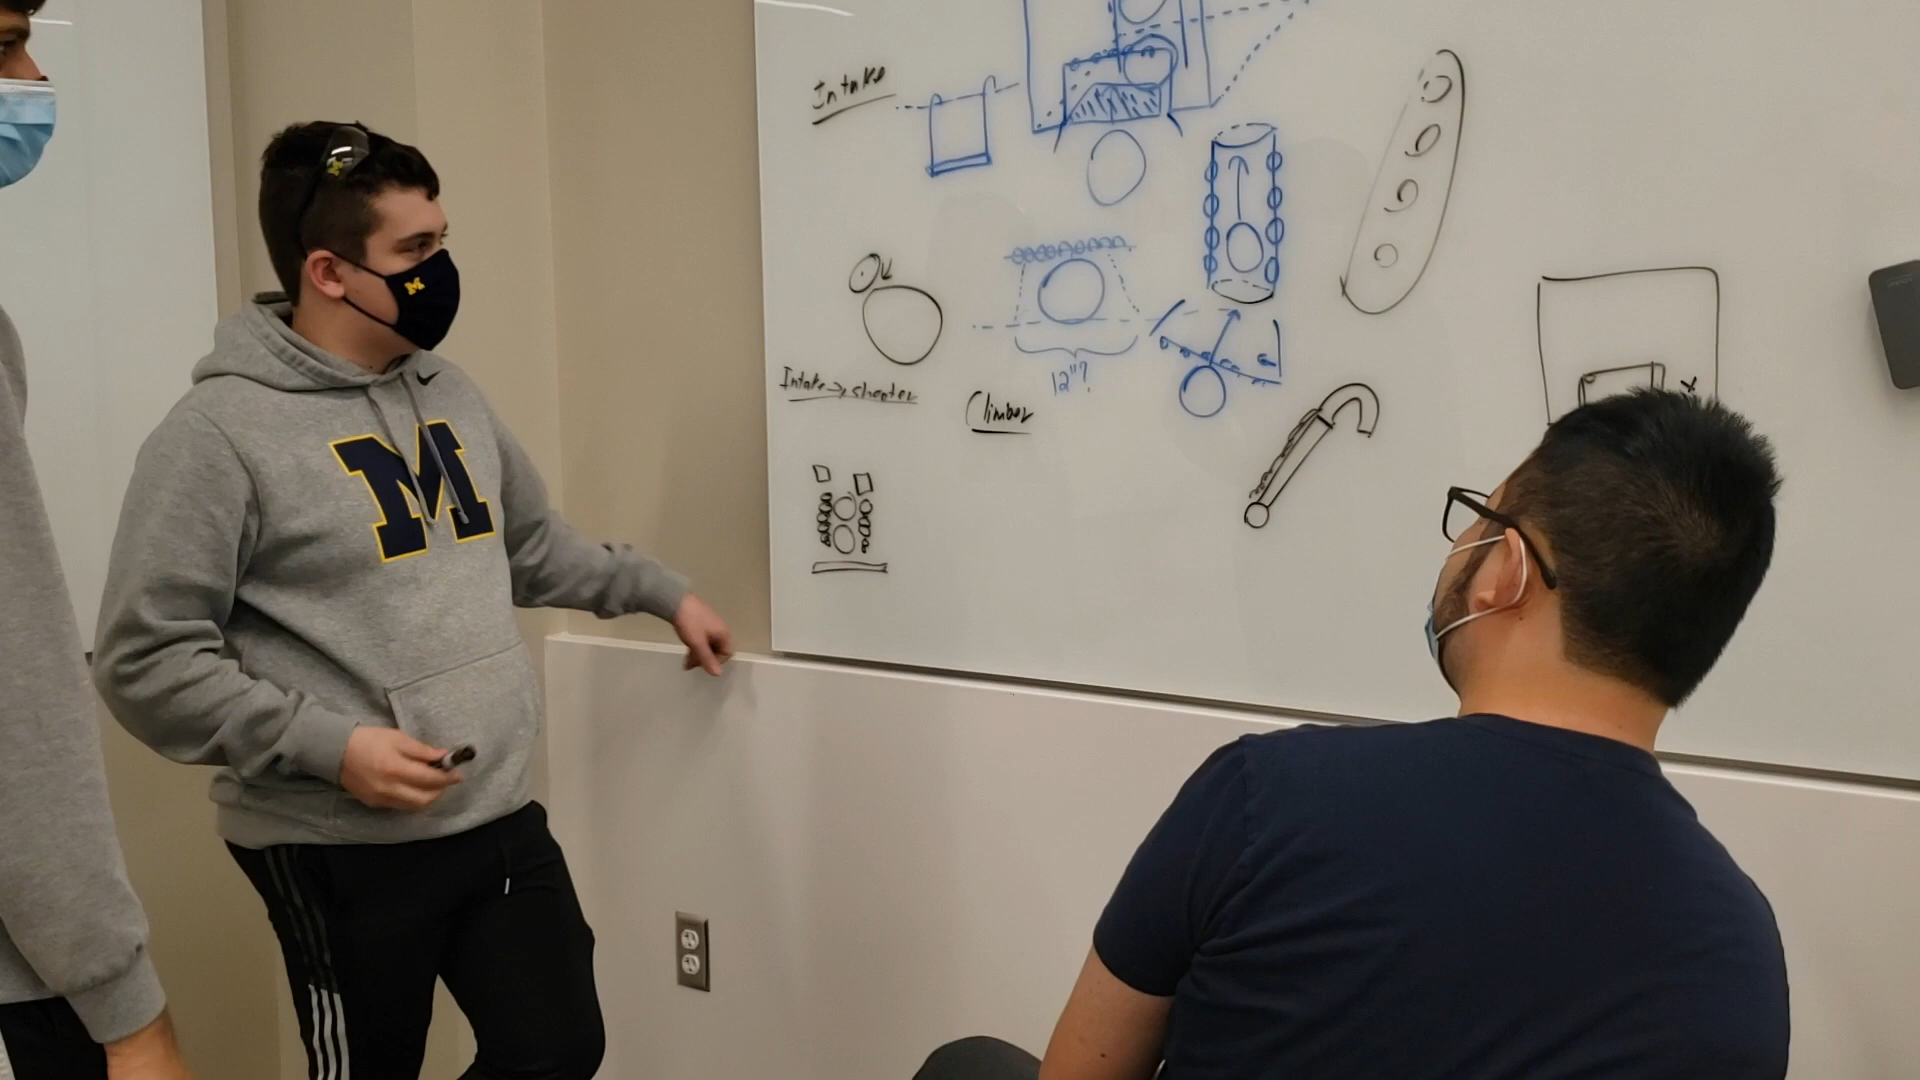 Intake
12"?
Intake → shooter
Climber
M
M